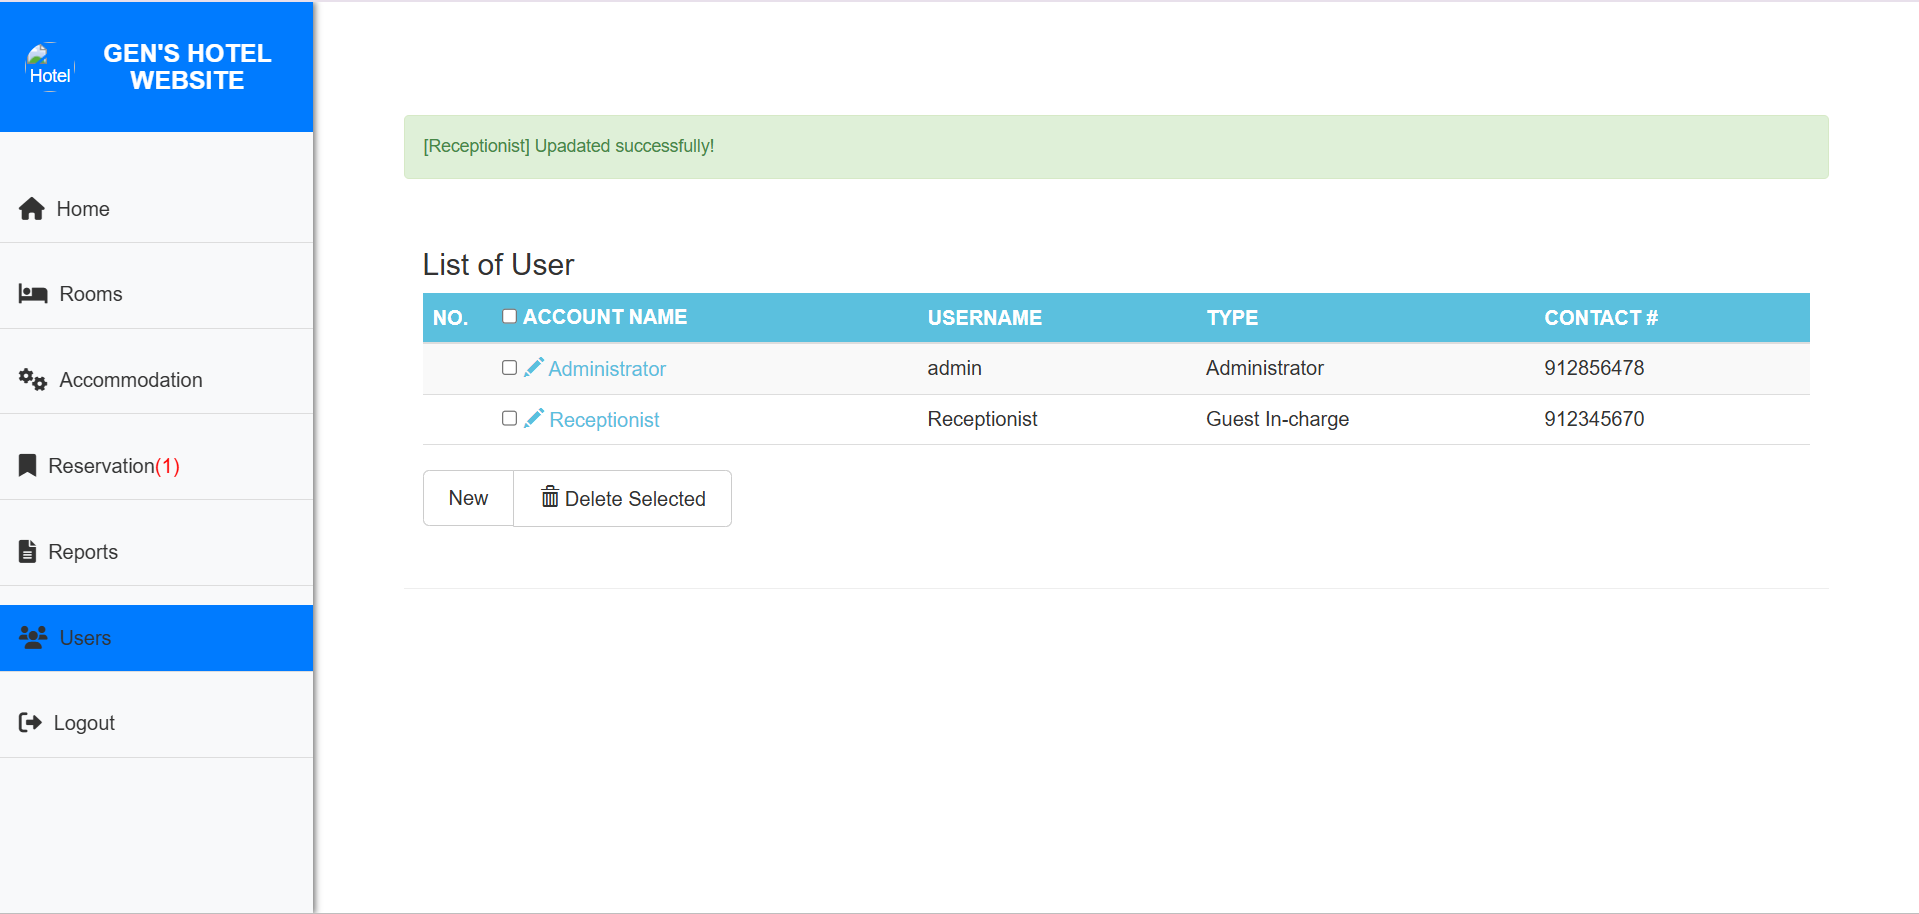 Hotel
GEN'S HOTEL
WEBSITE
Home
Rooms
Accommodation
Reservation(1)
Reports
Users
Logout
[Receptionist] Upadated successfully!
List of User
NO. ACCOUNT NAME USERNAME TYPE CONTACT #
Administrator admin Administrator 912856478
Receptionist Receptionist Guest In-charge 912345670
New Delete Selected